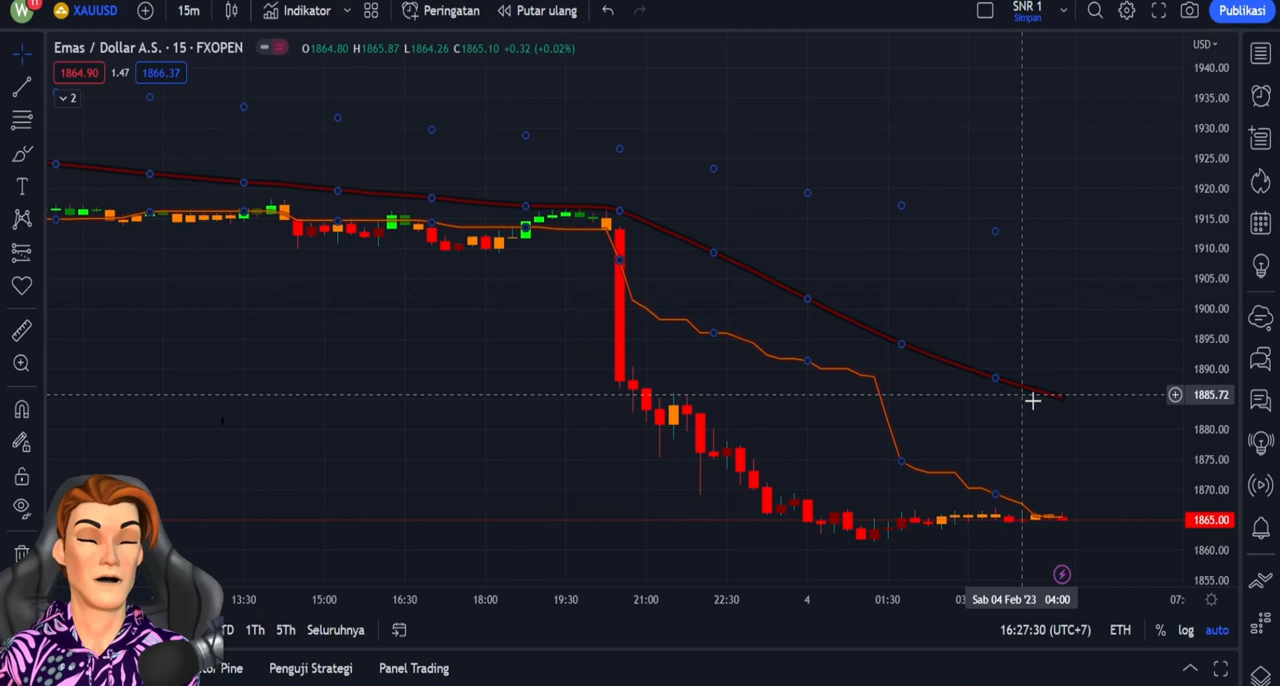 W 11 XAUUSD 15m Indikator Peringatan Putar ulang SNR 1 Simpan Publikasi
Emas / Dollar A.S. · 15 · FXOPEN O1864.80 H1865.87 L1864.26 C1865.10 +0.32 (+0.02%)
1864.90 1.47 1866.37
2
USD
1940.00
1935.00
1930.00
1925.00
1920.00
1915.00
1910.00
1905.00
1900.00
1895.00
1890.00
1885.72
1880.00
1875.00
1870.00
1865.00
1860.00
1855.00
13:30 15:00 16:30 18:00 19:30 21:00 22:30 4 01:30 03 Sab 04 Feb '23 04:00 07:
TD 1Th 5Th Seluruhnya 16:27:30 (UTC+7) ETH % log auto
Pine Penguji Strategi Panel Trading